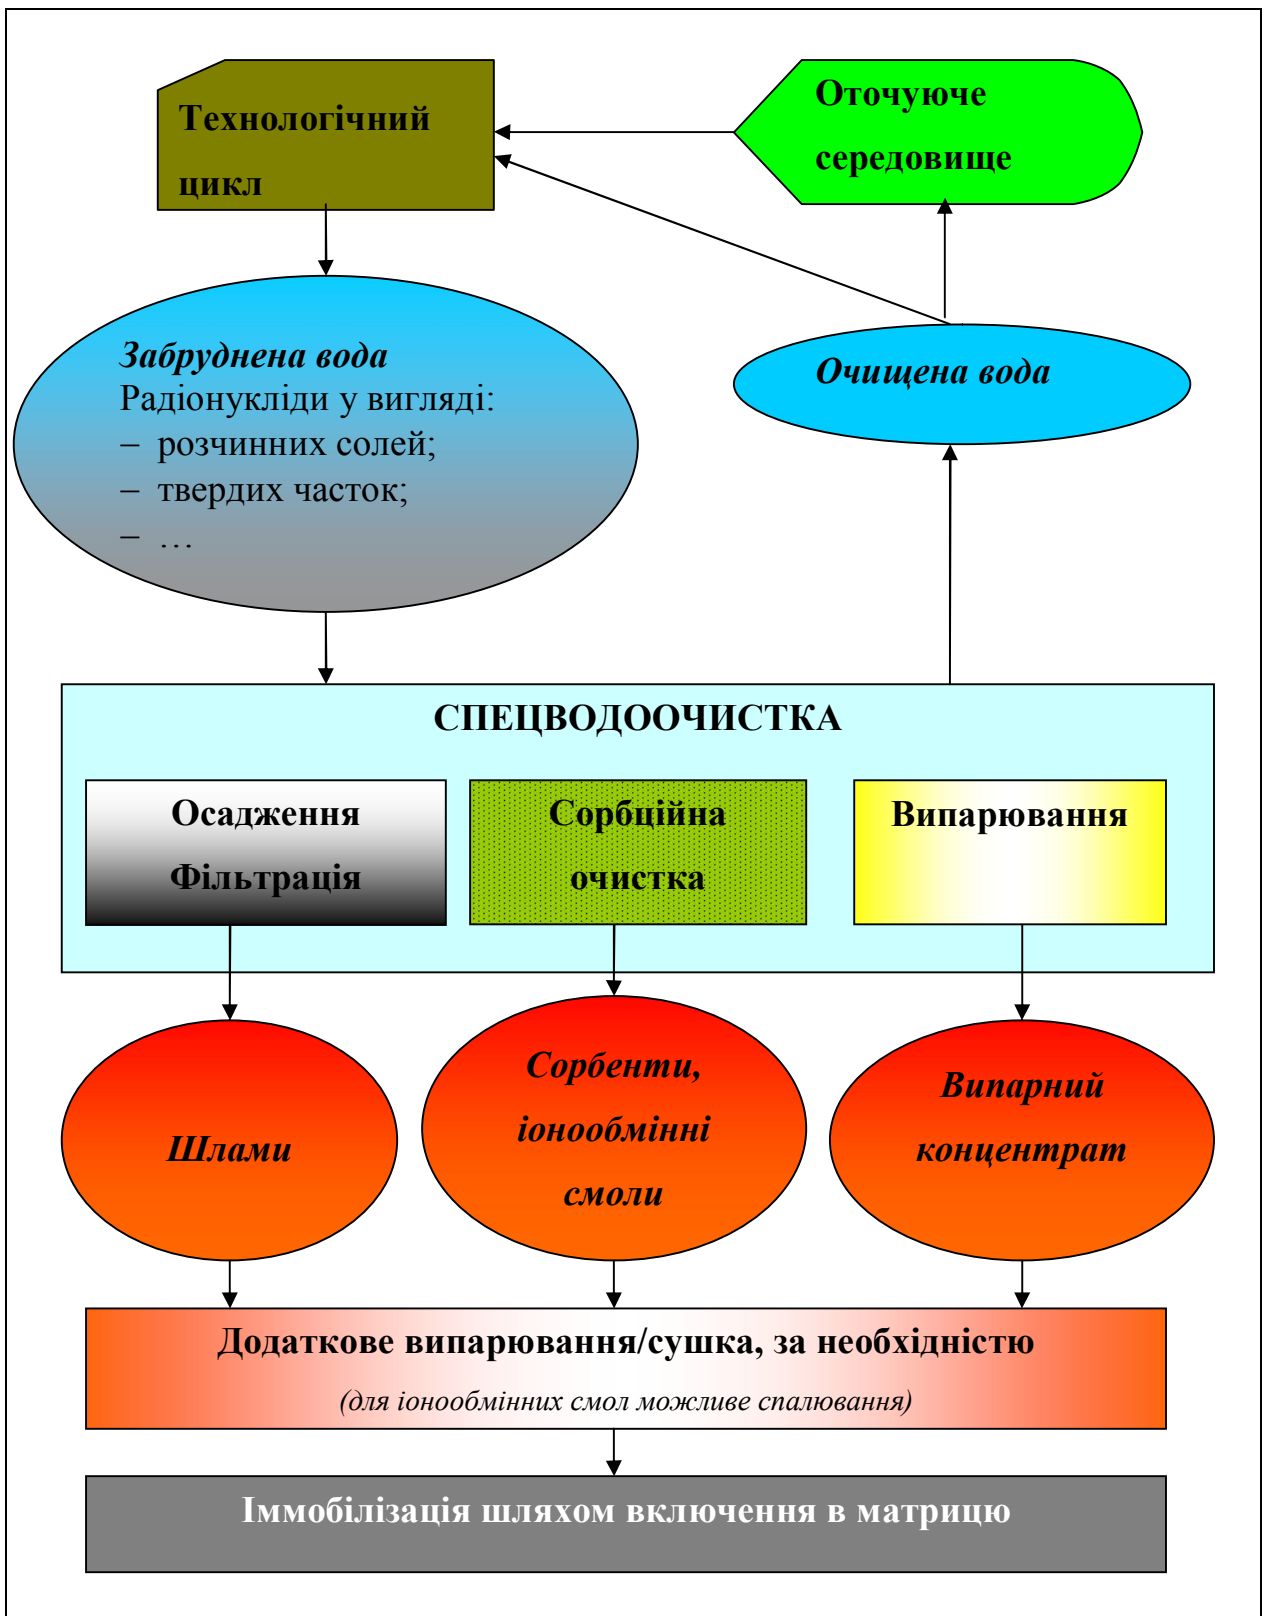 Технологічний
цикл
Оточуюче
середовище
Забруднена вода
Радіонукліди у вигляді:
– розчинних солей;
– твердих часток;
– …
Очищена вода
СПЕЦВОДООЧИСТКА
Осадження
Фільтрація
Сорбційна
очистка
Випарювання
Шлами
Сорбенти,
іонообмінні
смоли
Випарний
концентрат
Додаткове випарювання/сушка, за необхідністю
(для іонообмінних смол можливе спалювання)
Іммобілізація шляхом включення в матрицю